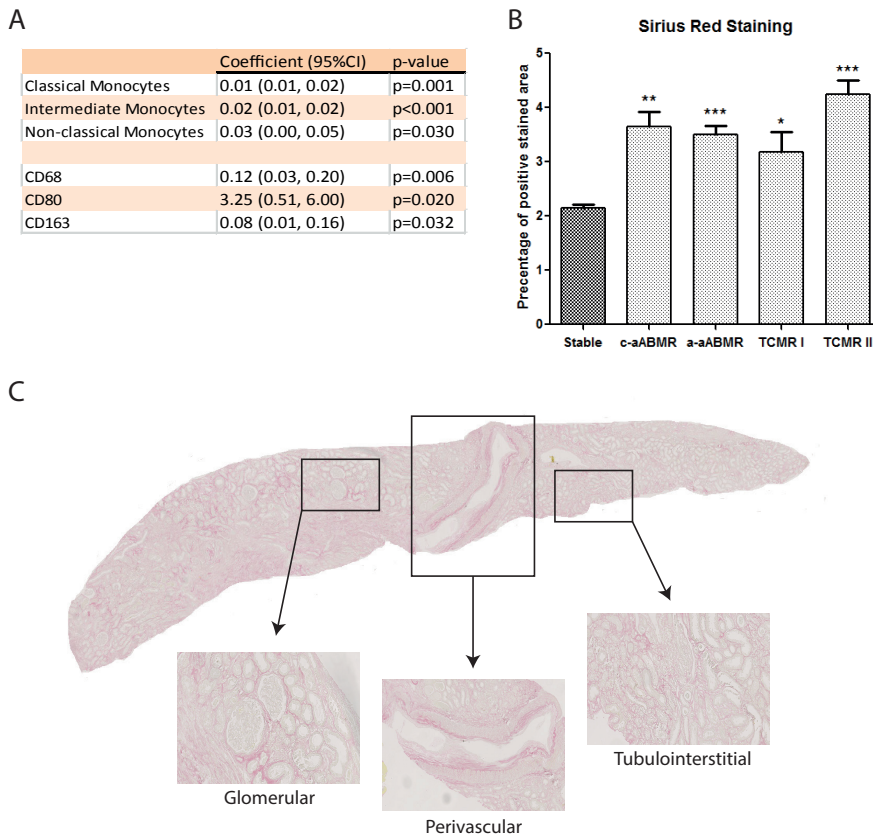 A
Coefficient (95%CI) p-value
Classical Monocytes 0.01 (0.01, 0.02) p=0.001
Intermediate Monocytes 0.02 (0.01, 0.02) p<0.001
Non-classical Monocytes 0.03 (0.00, 0.05) p=0.030
CD68 0.12 (0.03, 0.20) p=0.006
CD80 3.25 (0.51, 6.00) p=0.020
CD163 0.08 (0.01, 0.16) p=0.032
B
Sirius Red Staining
Precentage of positive stained area
5
4
3
2
1
0
** *** * ***
Stable c-aABMR a-aABMR TCMR I TCMR II
C
Glomerular
Perivascular
Tubulointerstitial